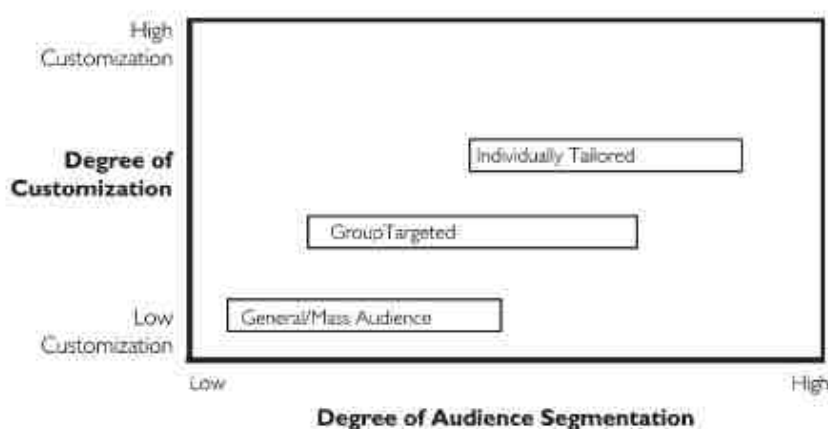 High
Customization
Degree of
Customization
Individually Tailored
GroupTargeted
Low
Customization
General/Mass Audience
Low
High
Degree of Audience Segmentation